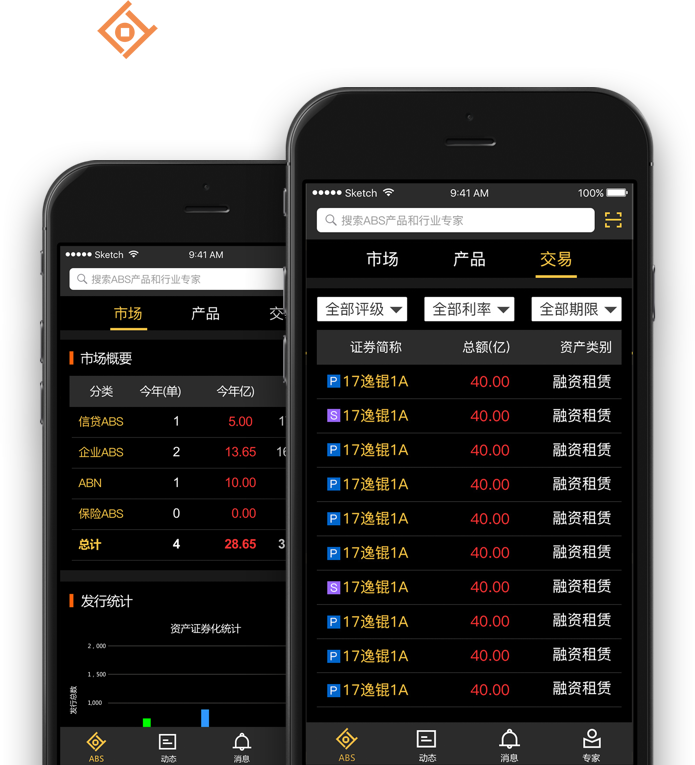 Sketch 9:41 AM
搜索ABS产品和行业专家
市场 产品 交
市场概要
分类 今年(单) 今年(亿)
信贷ABS 1 5.00 1
企业ABS 2 13.65 16
ABN 1 10.00
保险ABS 0 0.00
总计 4 28.65 3
发行统计
资产证券化统计
2,000
1,500
1,000
发行总数
ABS 动态 消息
Sketch 9:41 AM 100%
搜索ABS产品和行业专家
市场 产品 交易
全部评级 全部利率 全部期限
证券简称 总额(亿) 资产类别
P 17逸锟1A 40.00 融资租赁
S 17逸锟1A 40.00 融资租赁
P 17逸锟1A 40.00 融资租赁
P 17逸锟1A 40.00 融资租赁
P 17逸锟1A 40.00 融资租赁
P 17逸锟1A 40.00 融资租赁
S 17逸锟1A 40.00 融资租赁
P 17逸锟1A 40.00 融资租赁
P 17逸锟1A 40.00 融资租赁
P 17逸锟1A 40.00 融资租赁
ABS 动态 消息 专家